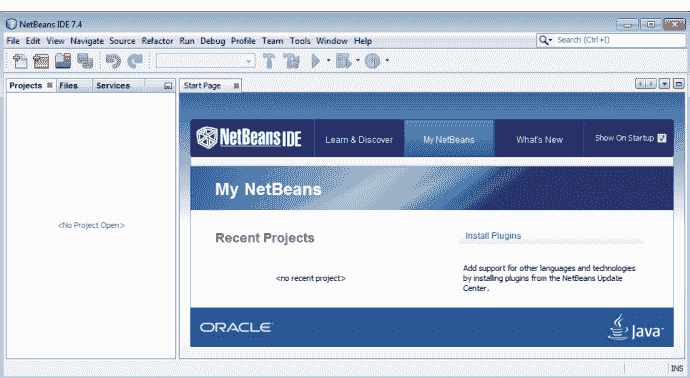 NetBeans IDE 7.4
File Edit View Navigate Source Refactor Run Debug Profile Team Tools Window Help
Search (Ctrl+I)
Projects Files Services
Start Page
NetBeans IDE
Learn & Discover
My NetBeans
What's New
Show On Startup
My NetBeans
Recent Projects
Install Plugins
<No Project Open>
<no recent project>
Add support for other languages and technologies
by installing plugins from the NetBeans Update
Center.
ORACLE
Java
INS